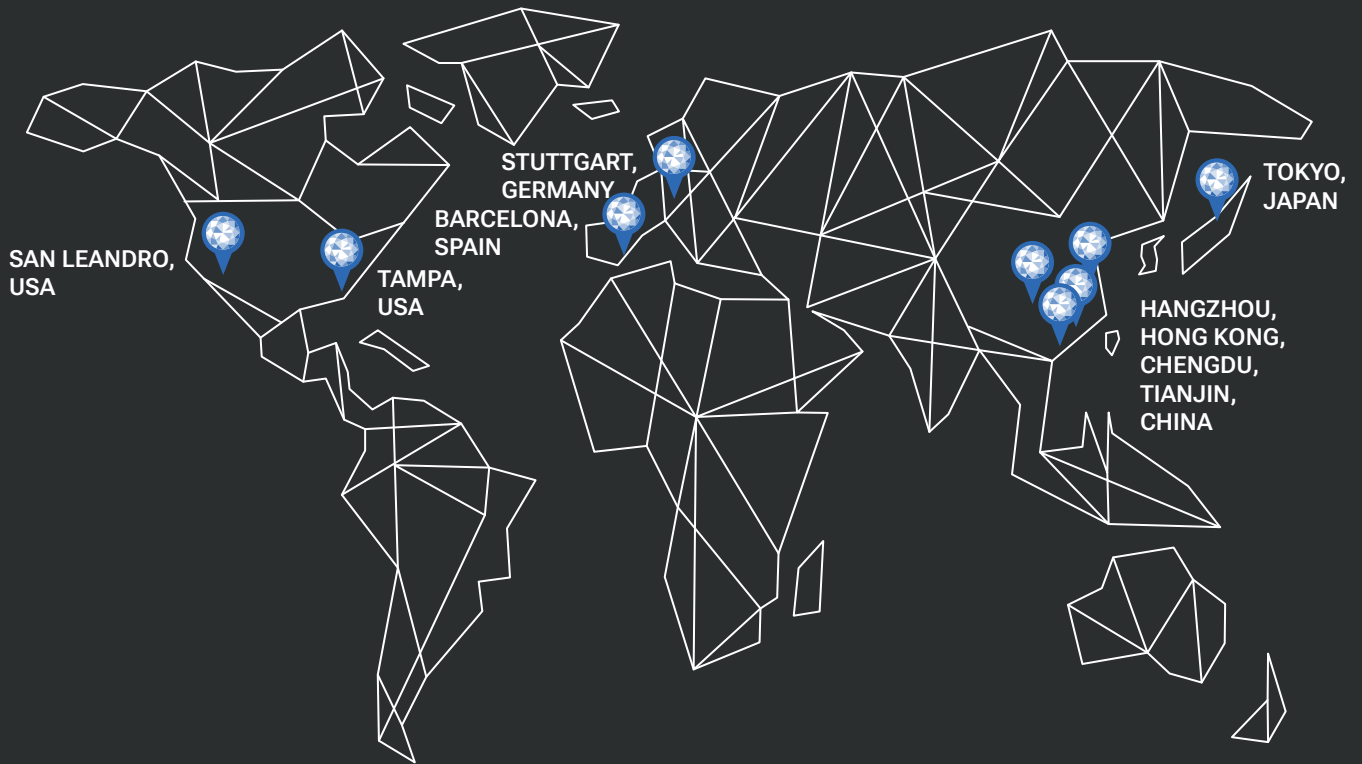 STUTTGART,
GERMANY
BARCELONA,
SPAIN
SAN LEANDRO,
USA
TAMPA,
USA
TOKYO,
JAPAN
HANGZHOU,
HONG KONG,
CHENGDU,
TIANJIN,
CHINA